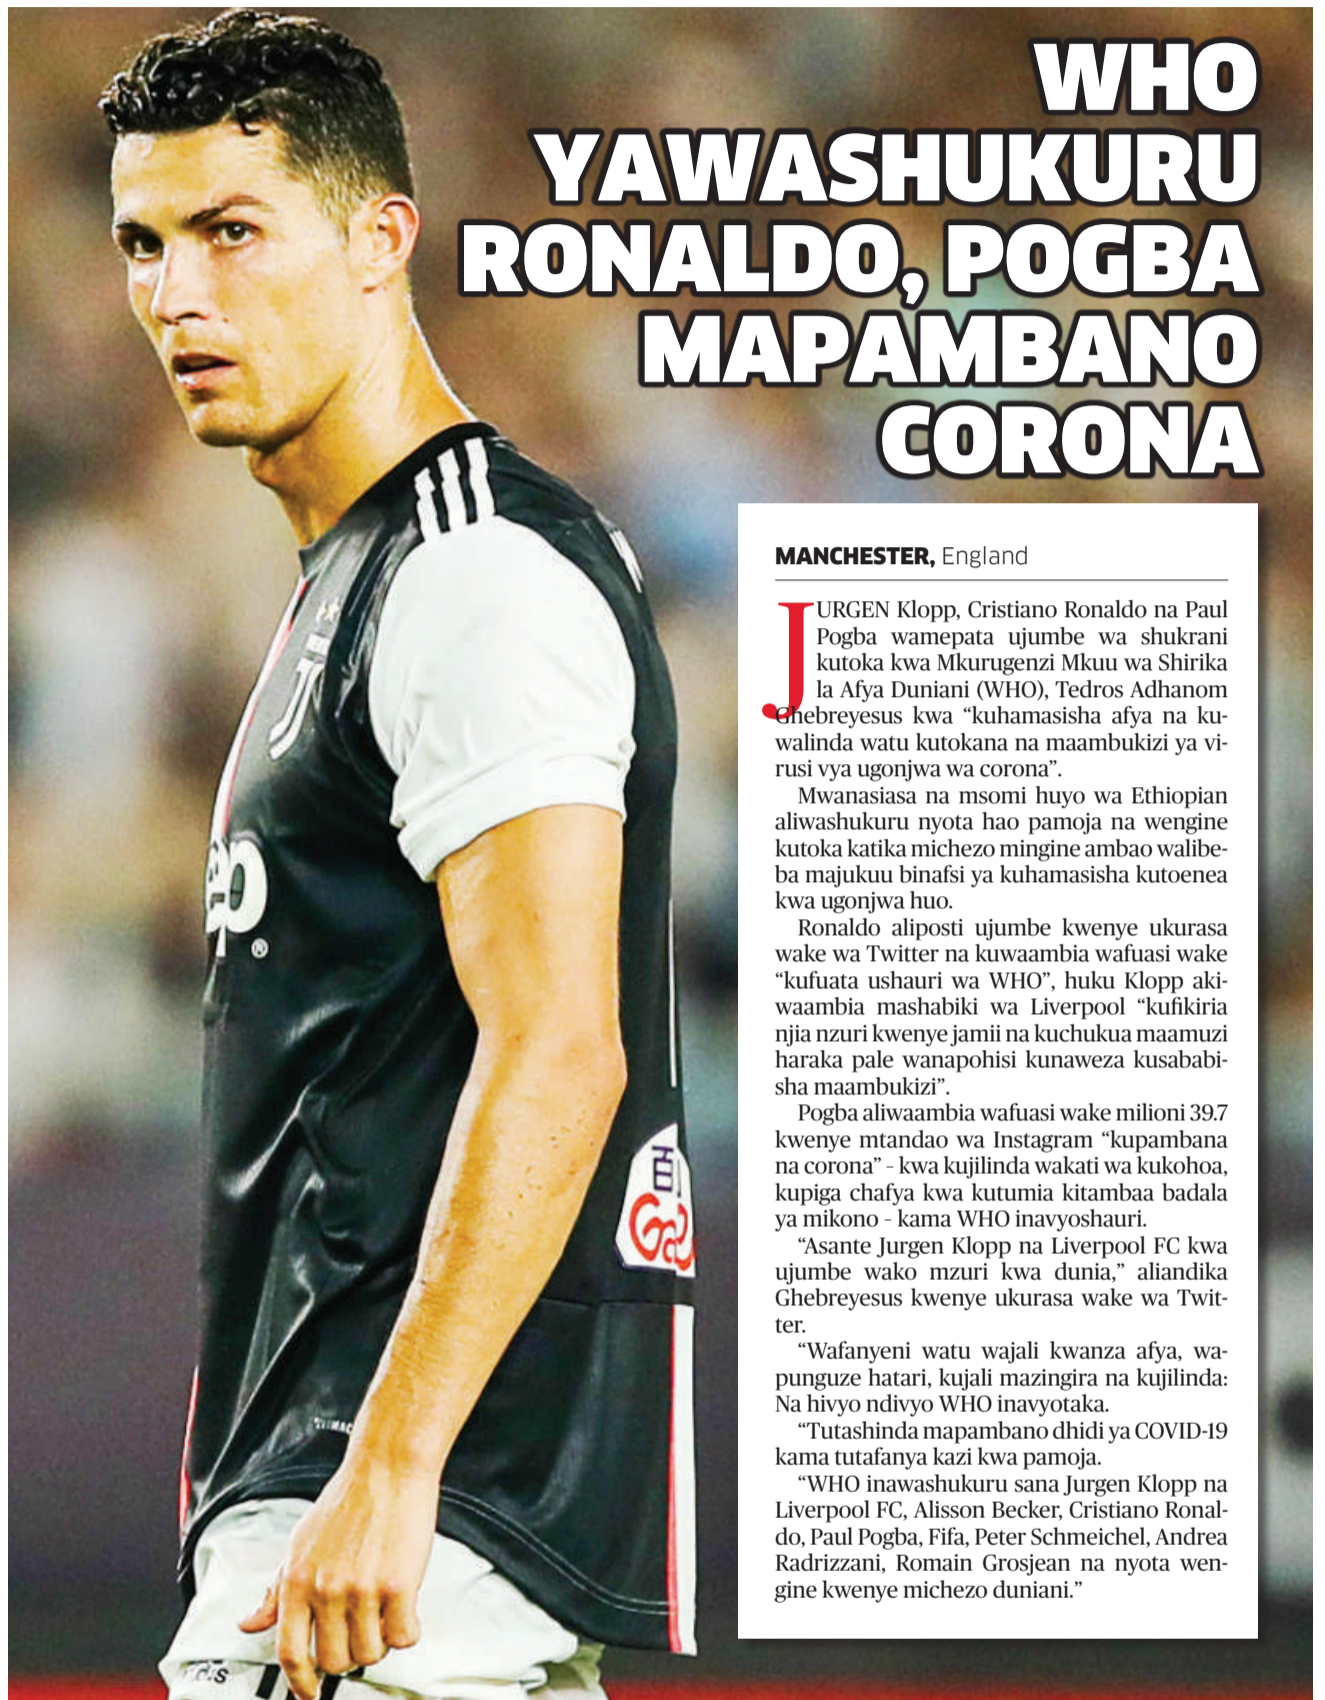 WHO
YAWASHUKURU
RONALDO, POGBA
MAPAMBANO
CORONA
MANCHESTER, England
JURGEN Klopp, Cristiano Ronaldo na Paul
Pogba wamepata ujumbe wa shukrani
kutoka kwa Mkurugenzi Mkuu wa Shirika
la Afya Duniani (WHO), Tedros Adhanom
Ghebreyesus kwa “kuhamasisha afya na ku-
walinda watu kutokana na maambukizi ya vi-
rusi vya ugonjwa wa corona”.
Mwanasiasa na msomi huyo wa Ethiopian
aliwashukuru nyota hao pamoja na wengine
kutoka katika michezo mingine ambao walibe-
ba majukuu binafsi ya kuhamasisha kutoenea
kwa ugonjwa huo.
Ronaldo aliposti ujumbe kwenye ukurasa
wake wa Twitter na kuwaambia wafuasi wake
“kufuata ushauri wa WHO”, huku Klopp aki-
waambia mashabiki wa Liverpool “kufikiria
njia nzuri kwenye jamii na kuchukua maamuzi
haraka pale wanapohisi kunaweza kusababi-
sha maambukizi”.
Pogba aliwaambia wafuasi wake milioni 39.7
kwenye mtandao wa Instagram “kupambana
na corona” - kwa kujilinda wakati wa kukohoa,
kupiga chafya kwa kutumia kitambaa badala
ya mikono - kama WHO inavyoshauri.
“Asante Jurgen Klopp na Liverpool FC kwa
ujumbe wako mzuri kwa dunia,” aliandika
Ghebreyesus kwenye ukurasa wake wa Twit-
ter.
“Wafanyeni watu wajali kwanza afya, wa-
punguze hatari, kujali mazingira na kujilinda:
Na hivyo ndivyo WHO inavyotaka.
“Tutashinda mapambano dhidi ya COVID-19
kama tutafanya kazi kwa pamoja.
“WHO inawashukuru sana Jurgen Klopp na
Liverpool FC, Alisson Becker, Cristiano Ronal-
do, Paul Pogba, Fifa, Peter Schmeichel, Andrea
Radrizzani, Romain Grosjean na nyota wen-
gine kwenye michezo duniani.”